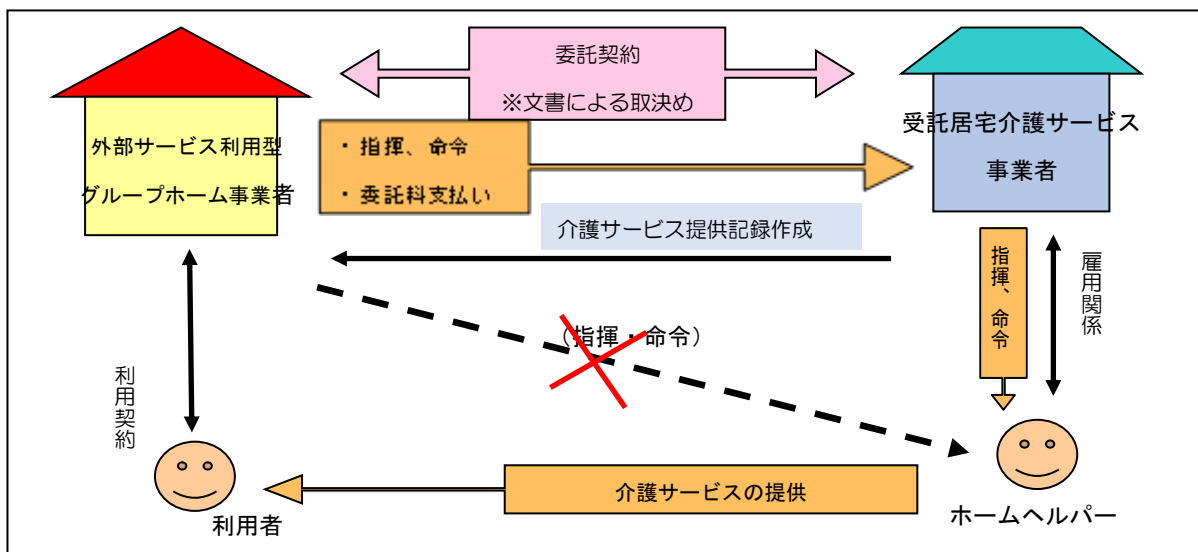 委託契約
※文書による取決め
外部サービス利用型
グループホーム事業者
・指揮、命令
・委託料支払い
受託居宅介護サービス
事業者
介護サービス提供記録作成
指揮、命令
雇用関係
(指揮・命令)
利用契約
介護サービスの提供
利用者
ホームヘルパー